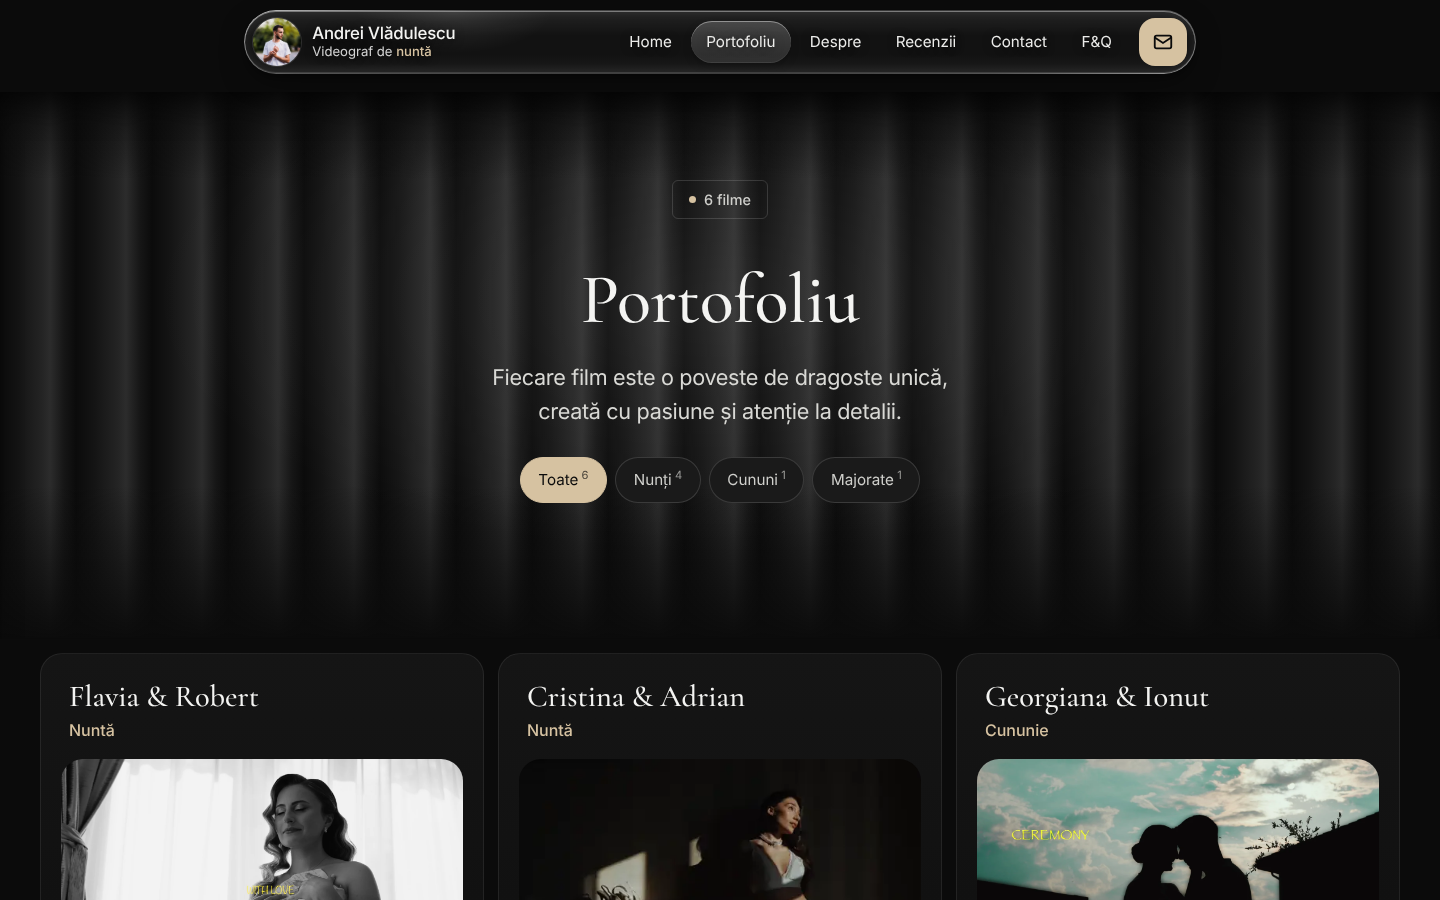 Andrei Vlădulescu
Videograf de nuntă
Home
Portofoliu
Despre
Recenzii
Contact
F&Q
6 filme
Portofoliu
Fiecare film este o poveste de dragoste unică,
creată cu pasiune și atenție la detalii.
Toate 6
Nunți 4
Cununi 1
Majorate 1
Flavia & Robert
Nuntă
Cristina & Adrian
Nuntă
Georgiana & Ionut
Cununie
CEREMONY